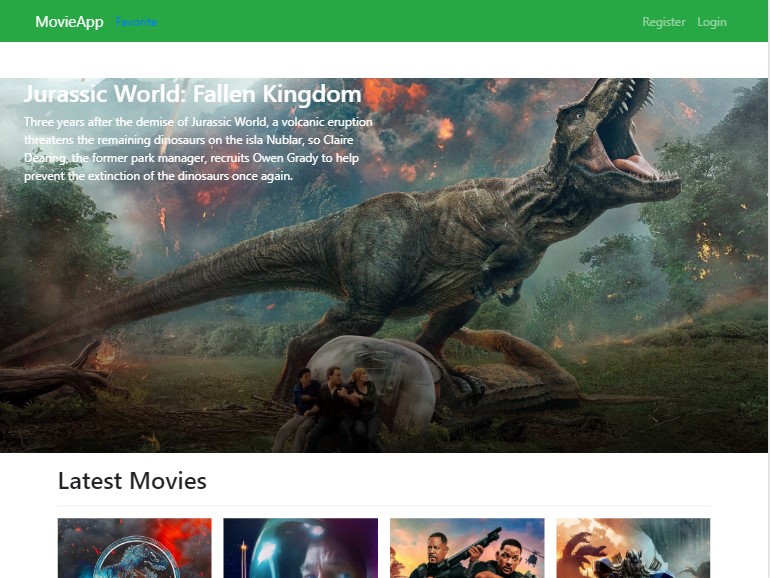 MovieApp Favorite Register Login
Jurassic World: Fallen Kingdom
Three years after the demise of Jurassic World, a volcanic eruption
threatens the remaining dinosaurs on the isla Nublar, so Claire
Dearing, the former park manager, recruits Owen Grady to help
prevent the extinction of the dinosaurs once again.
Latest Movies